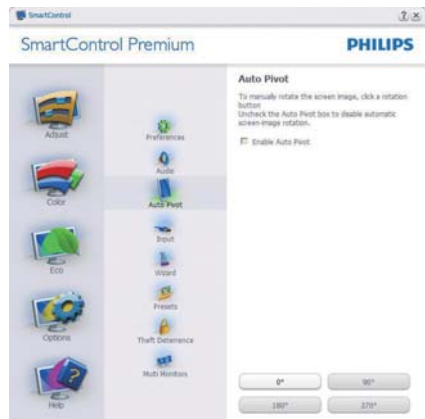 SmartControl
SmartControl Premium
PHILIPS
Adjust
Color
Eco
Options
Help
Preferences
Audio
Auto Pivot
Input
Wizard
Presets
Theft Deterrence
Muti Monitors
Auto Pivot
To manually rotate the screen image, click a rotation
button
Uncheck the Auto Pivot box to disable automatic
screen-image rotation.
Enable Auto Pivot
0°
90°
180°
270°